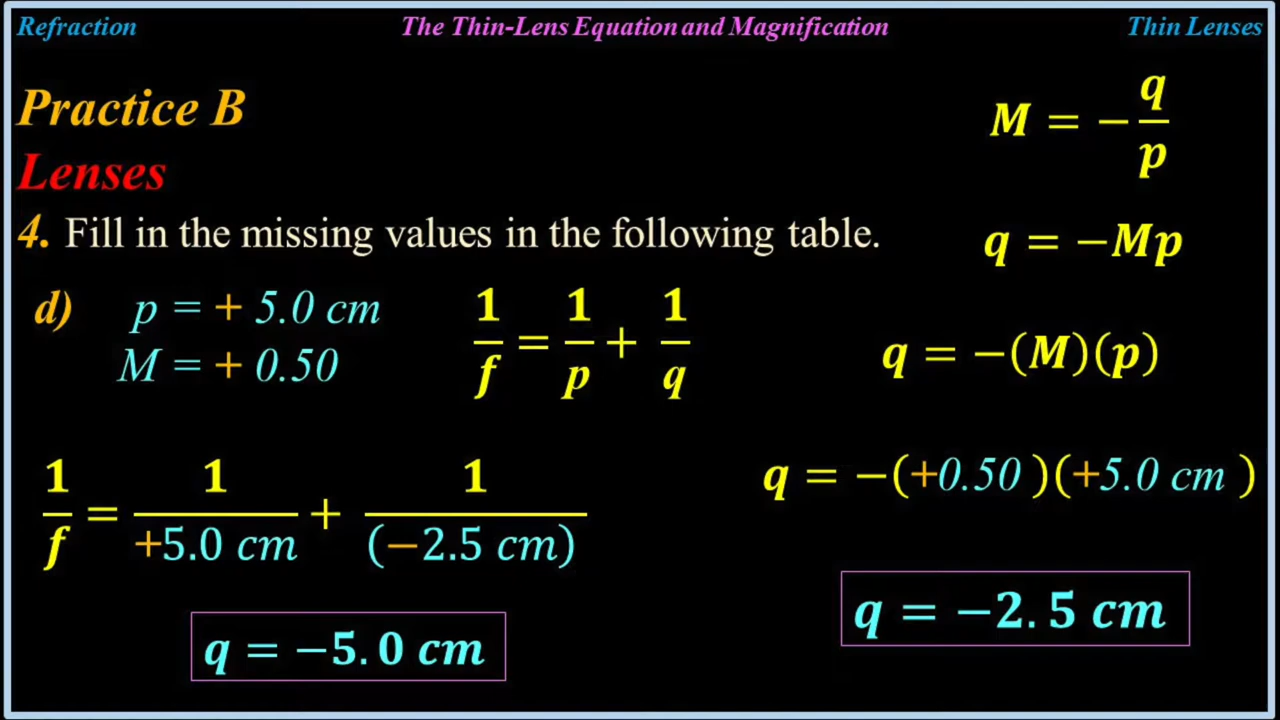 Refraction The Thin-Lens Equation and Magnification Thin Lenses
Practice B
Lenses
4. Fill in the missing values in the following table.
d) p = + 5.0 cm
M = + 0.50
1/f = 1/p + 1/q
M = −q/p
q = −Mp
q = −(M)(p)
q = −(+0.50)(+5.0 cm )
q = −2.5 cm
1/f = 1/+5.0 cm + 1/(−2.5 cm)
q = −5.0 cm